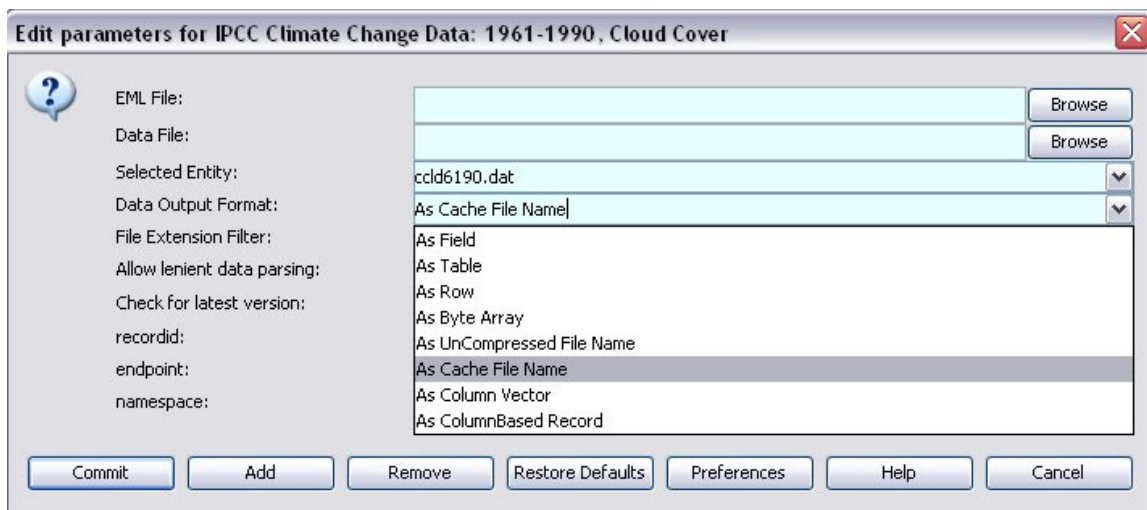 Edit parameters for IPCC Climate Change Data: 1961-1990, Cloud Cover
EML File:
Browse
Data File:
Browse
Selected Entity:
ccld6190.dat
Data Output Format:
As Cache File Name
File Extension Filter:
As Field
As Table
Allow lenient data parsing:
As Row
Check for latest version:
As Byte Array
recordid:
As UnCompressed File Name
endpoint:
As Cache File Name
namespace:
As Column Vector
As ColumnBased Record
Commit Add Remove Restore Defaults Preferences Help Cancel